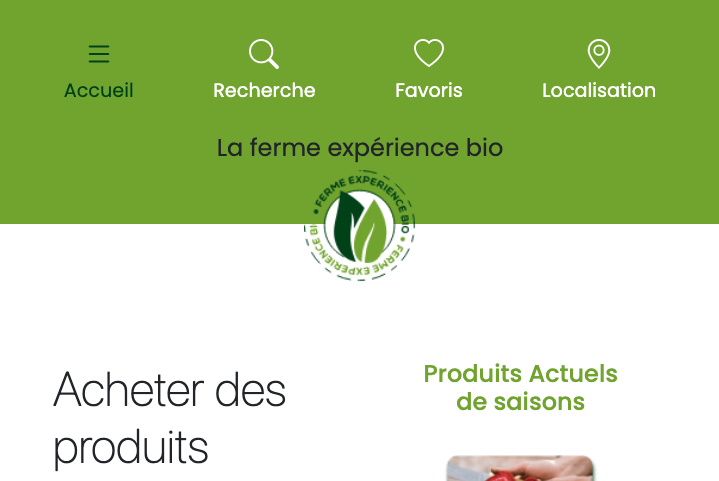 Accueil
Recherche
Favoris
Localisation
La ferme expérience bio
FERME EXPERIENCE BIO • FERME EXPERIENCE BIO •
Acheter des
produits
Produits Actuels
de saisons